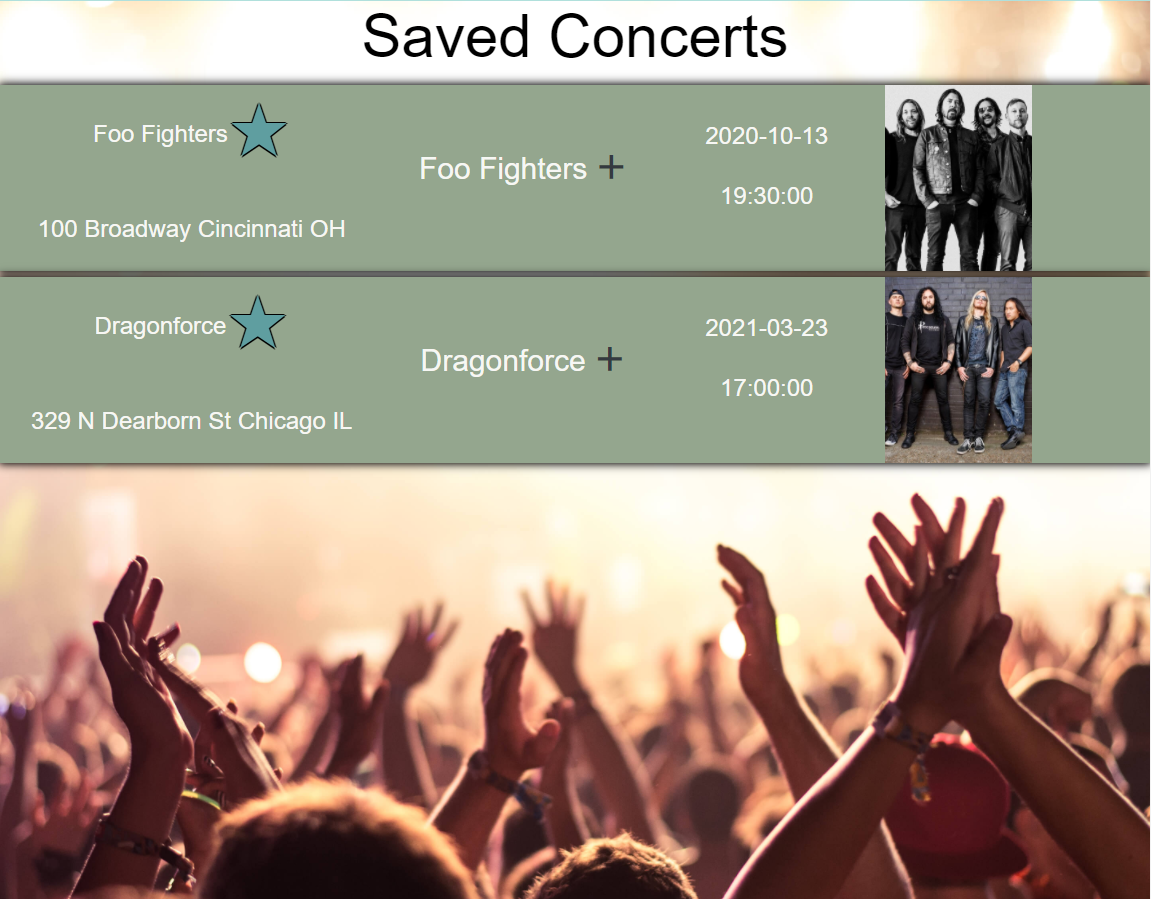 Saved Concerts
Foo Fighters
100 Broadway Cincinnati OH
Foo Fighters +
2020-10-13
19:30:00
Dragonforce
329 N Dearborn St Chicago IL
Dragonforce +
2021-03-23
17:00:00